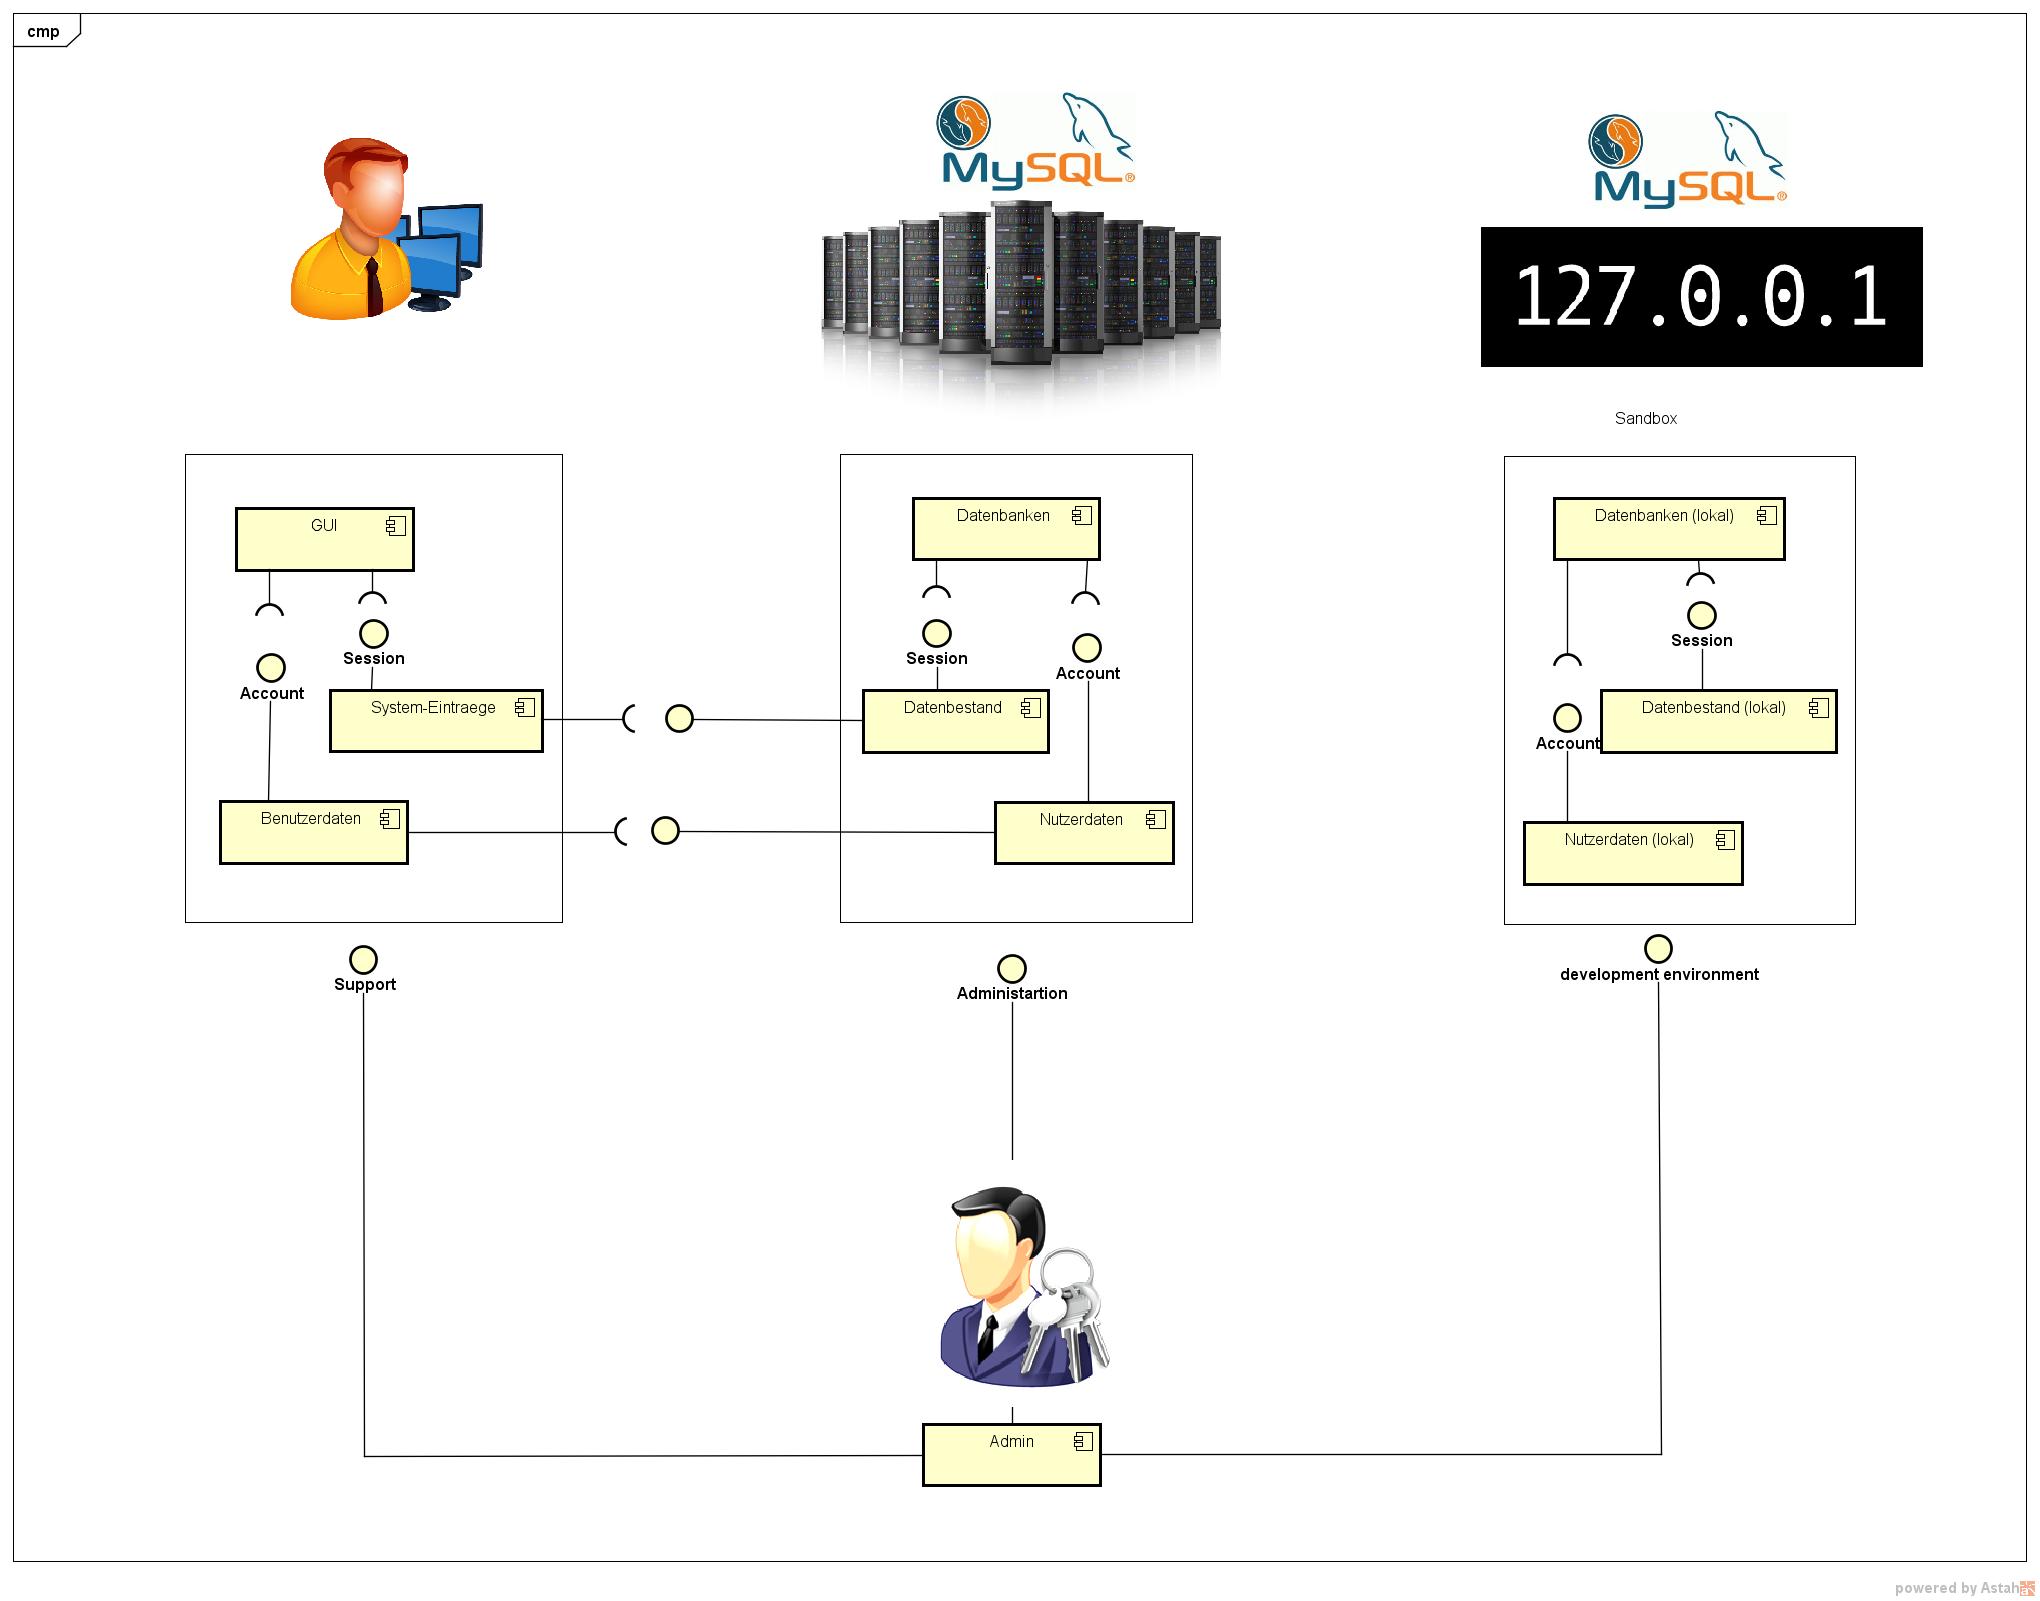 cmp
MySQL®
MySQL®
127.0.0.1
Sandbox
GUI
Datenbanken
Datenbanken (lokal)
Session
Account
Session
Account
Session
Account
System-Eintraege
Datenbestand
Datenbestand (lokal)
Benutzerdaten
Nutzerdaten
Nutzerdaten (lokal)
Support
Administartion
development environment
Admin
powered by Astah